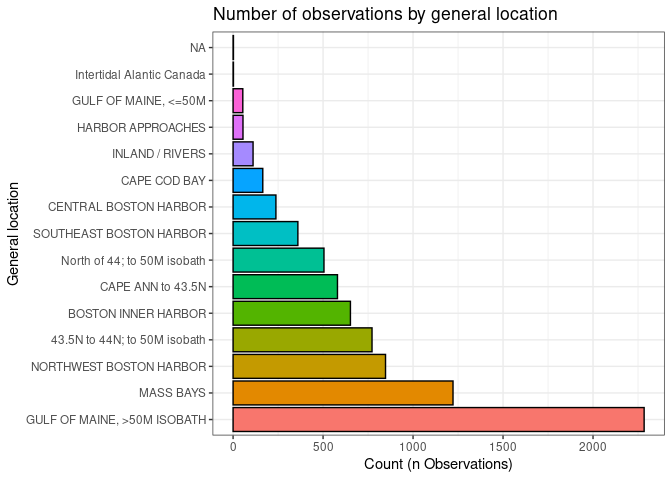 Number of observations by general location
General location
NA
Intertidal Alantic Canada
GULF OF MAINE, <=50M
HARBOR APPROACHES
INLAND / RIVERS
CAPE COD BAY
CENTRAL BOSTON HARBOR
SOUTHEAST BOSTON HARBOR
North of 44; to 50M isobath
CAPE ANN to 43.5N
BOSTON INNER HARBOR
43.5N to 44N; to 50M isobath
NORTHWEST BOSTON HARBOR
MASS BAYS
GULF OF MAINE, >50M ISOBATH
0 500 1000 1500 2000
Count (n Observations)